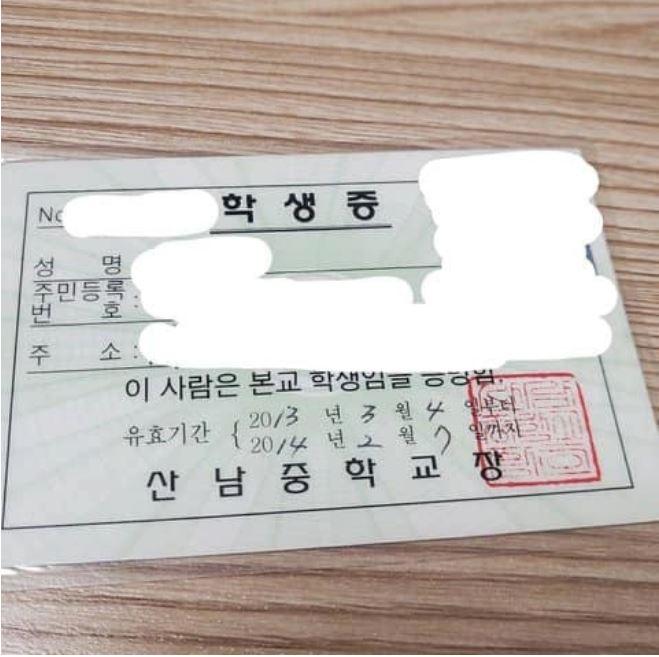 No 학생증
성 명
주민등록
번 호 :
주 소 :
이 사람은 본교 학생임을 증명함.
유효기간 { 2013 년 3 월 4 일부터
2014 년 2 월 7 일까지
산남중학교장